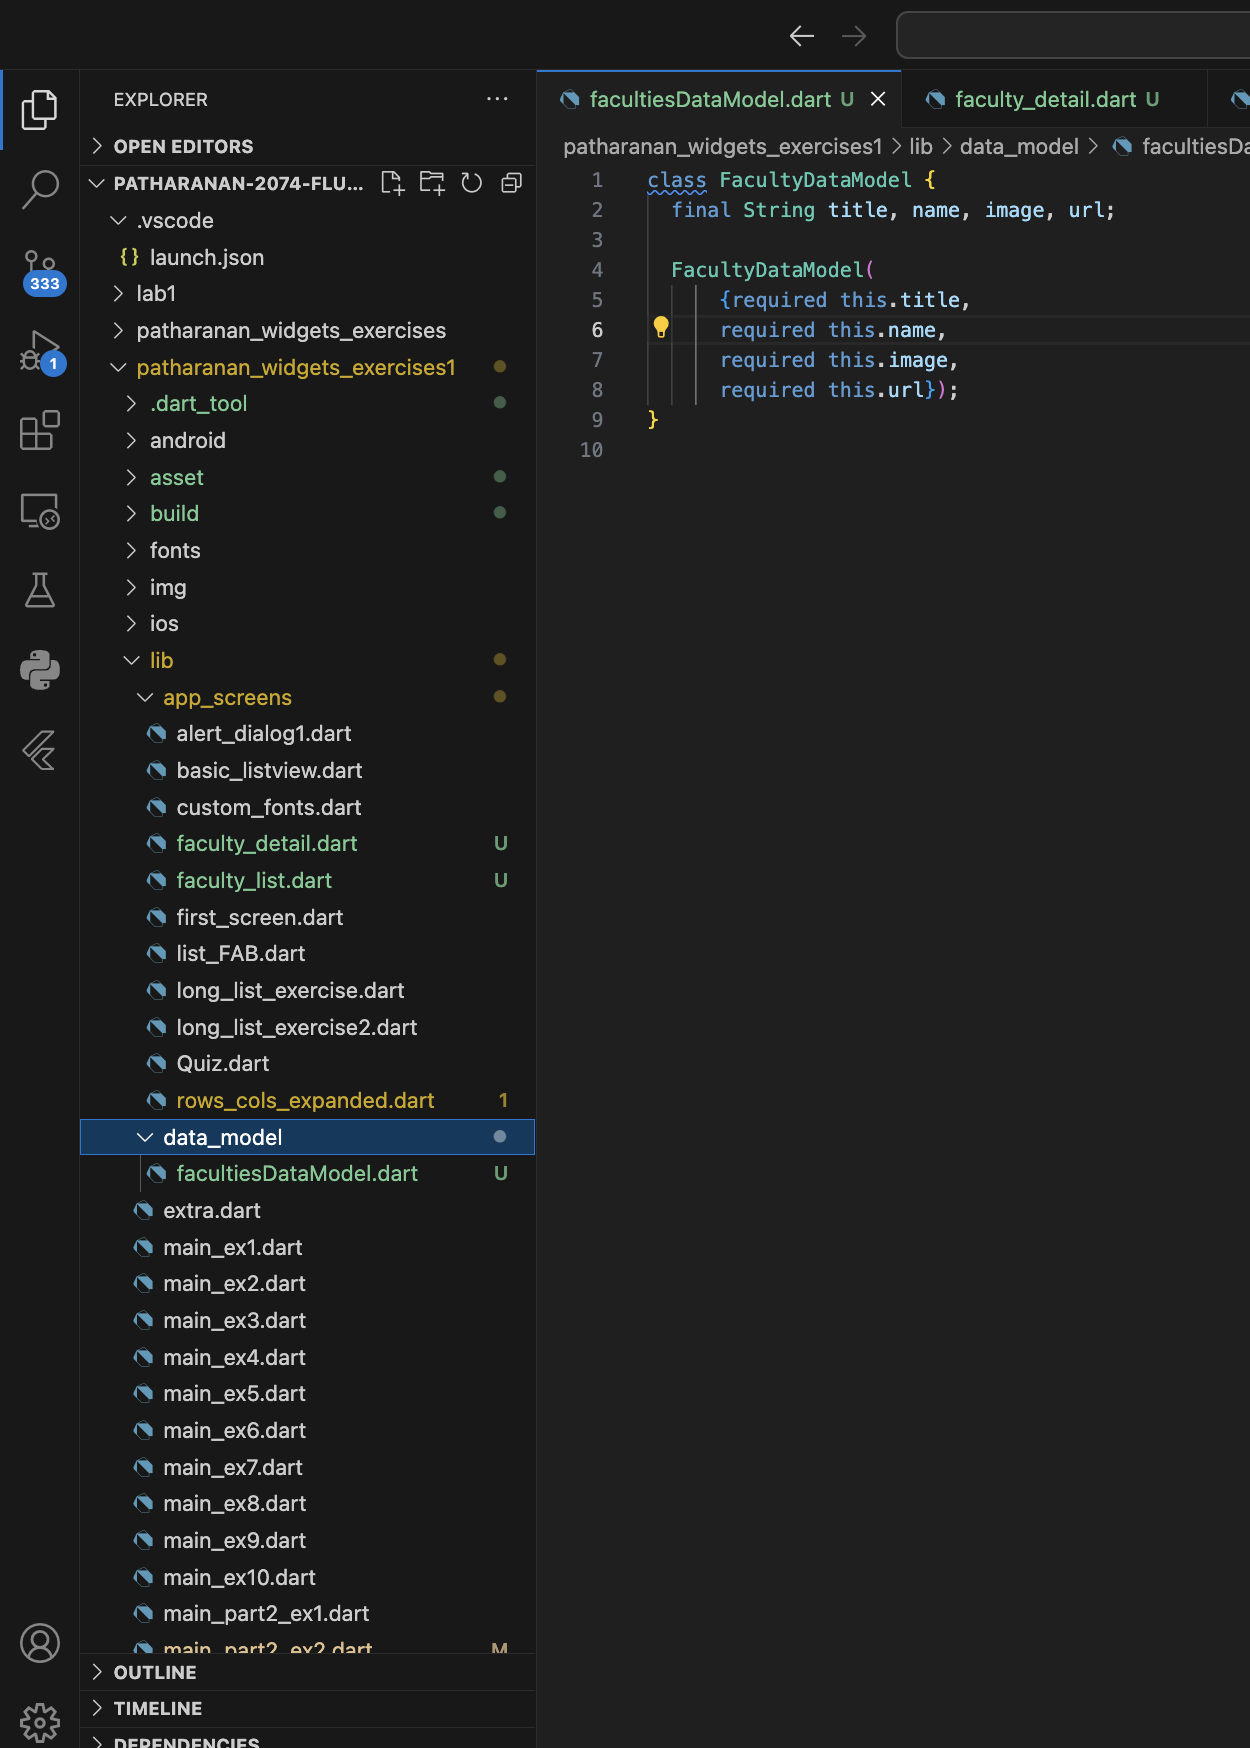 EXPLORER
OPEN EDITORS
PATHARANAN-2074-FLU...
.vscode
{} launch.json
lab1
patharanan_widgets_exercises
patharanan_widgets_exercises1
.dart_tool
android
asset
build
fonts
img
ios
lib
app_screens
alert_dialog1.dart
basic_listview.dart
custom_fonts.dart
faculty_detail.dart U
faculty_list.dart U
first_screen.dart
list_FAB.dart
long_list_exercise.dart
long_list_exercise2.dart
Quiz.dart
rows_cols_expanded.dart 1
data_model
facultiesDataModel.dart U
extra.dart
main_ex1.dart
main_ex2.dart
main_ex3.dart
main_ex4.dart
main_ex5.dart
main_ex6.dart
main_ex7.dart
main_ex8.dart
main_ex9.dart
main_ex10.dart
main_part2_ex1.dart
main_part2_ex2.dart M
OUTLINE
TIMELINE
DEPENDENCIES
333
1
facultiesDataModel.dart U
faculty_detail.dart U
patharanan_widgets_exercises1 > lib > data_model > facultiesDa
1 class FacultyDataModel {
2 final String title, name, image, url;
3
4 FacultyDataModel(
5 {required this.title,
6 required this.name,
7 required this.image,
8 required this.url});
9 }
10